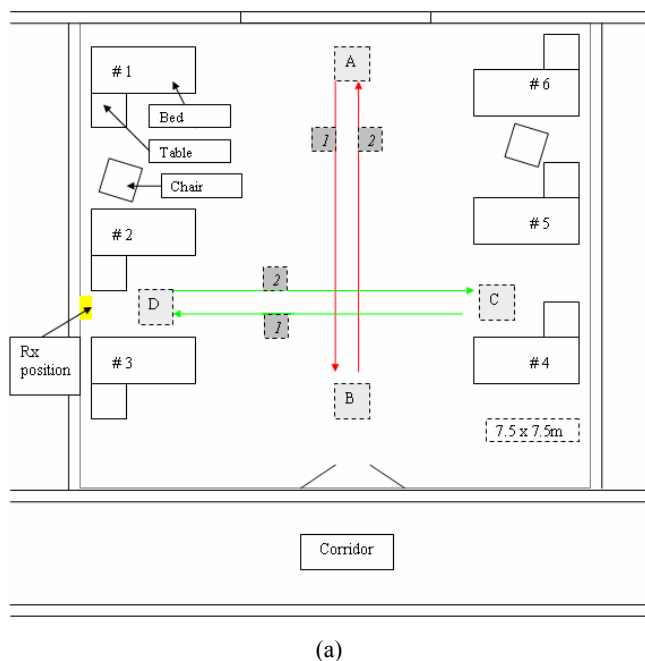 A
# 1
# 6
Bed
1
2
Table
Chair
# 2
# 5
2
D
C
1
Rx
position
# 3
# 4
B
7.5 x 7.5m
Corridor
(a)